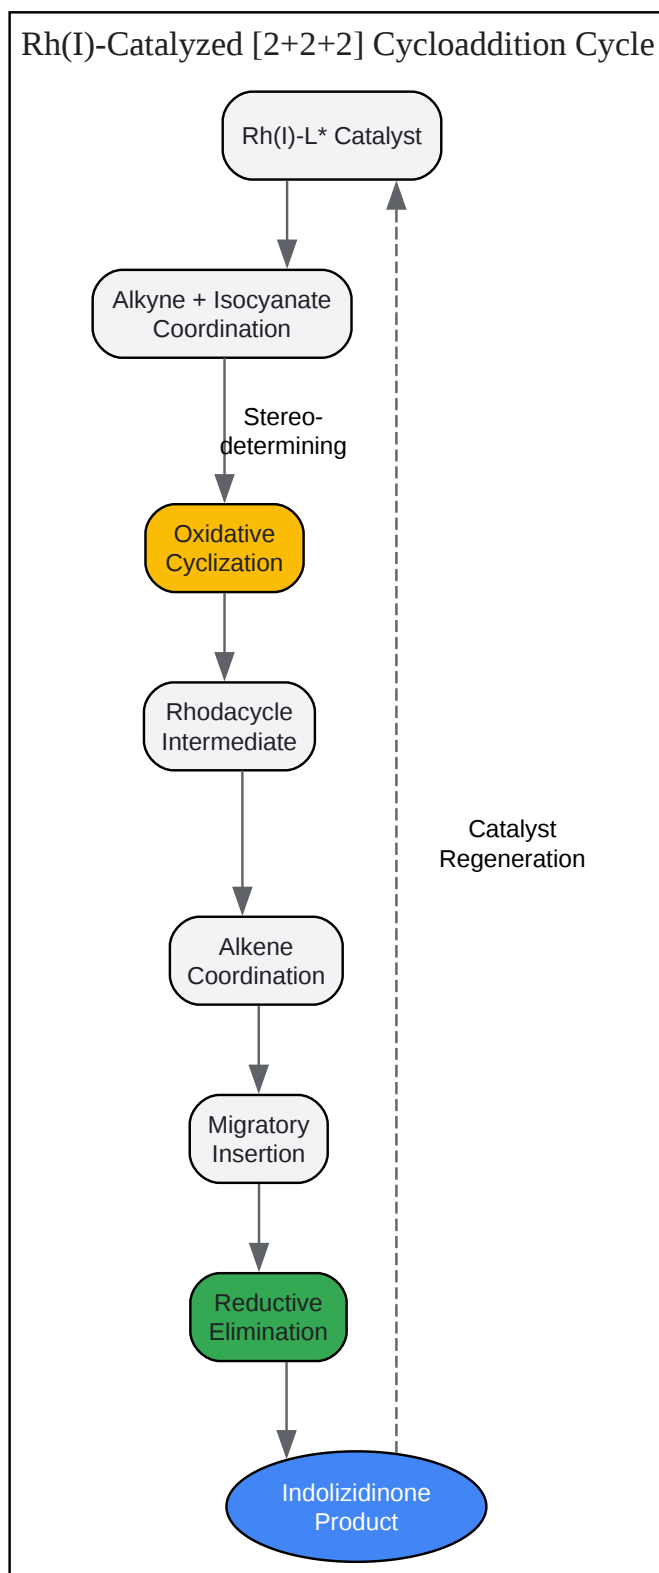 Rh(I)-Catalyzed [2+2+2] Cycloaddition Cycle
Rh(I)-L* Catalyst
Alkyne + Isocyanate
Coordination
Stereo-
determining
Oxidative
Cyclization
Rhodacycle
Intermediate
Catalyst
Regeneration
Alkene
Coordination
Migratory
Insertion
Reductive
Elimination
Indolizidinone
Product